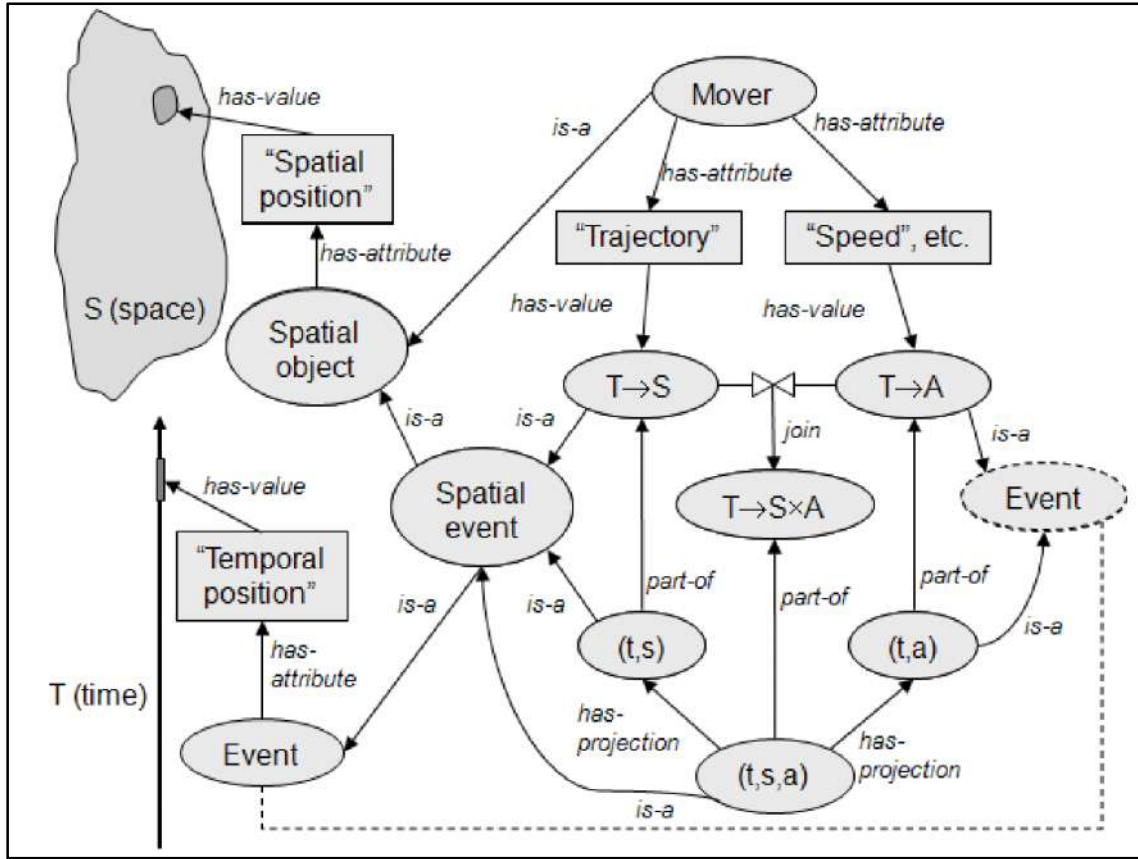 Mover
has-value
is-a
has-attribute
"Spatial
position"
has-attribute
"Trajectory"
"Speed", etc.
has-attribute
S (space)
has-value
has-value
Spatial
object
T→S
T→A
is-a
is-a
join
is-a
has-value
Spatial
event
T→S×A
Event
"Temporal
position"
part-of
part-of
part-of
is-a
is-a
is-a
(t,s)
(t,a)
has-
attribute
T (time)
has-
projection
has-
projection
Event
(t,s,a)
is-a